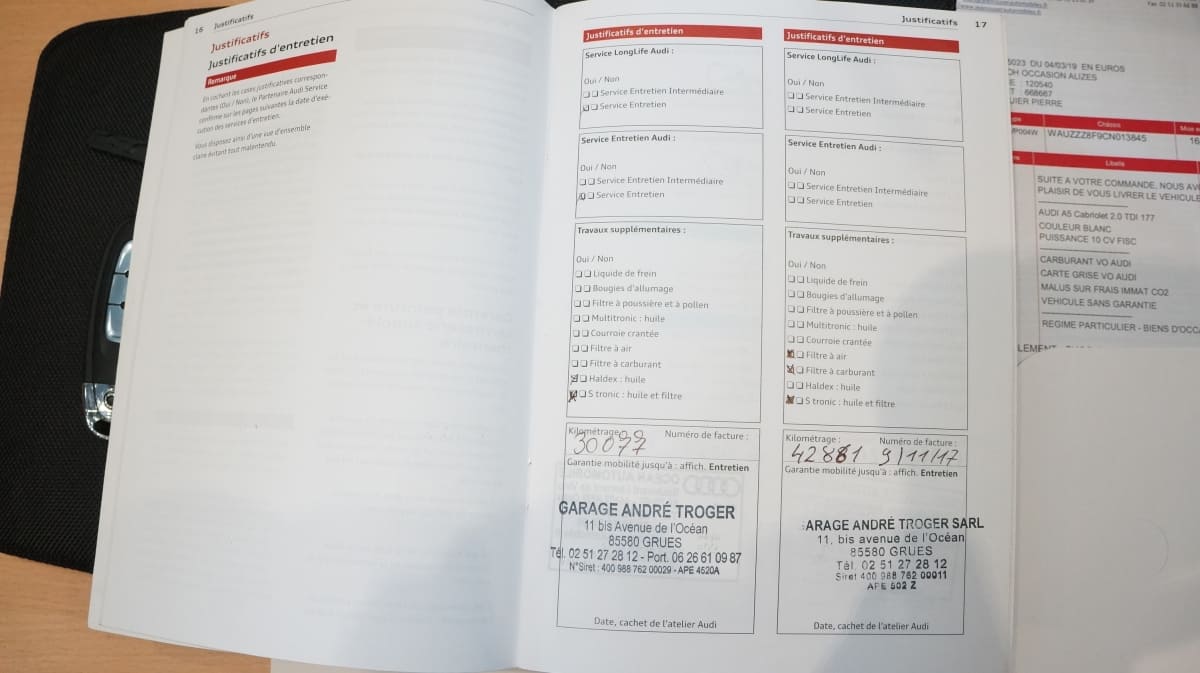 16 Justificatifs
Justificatifs
Justificatifs d'entretien
Remarque
En cochant les cases justificatives correspon-
dantes (Oui / Non), le Partenaire Audi Service
confirme sur les pages suivantes la date d'exé-
cution des services d'entretien.
Vous disposez ainsi d'une vue d'ensemble
claire évitant tout malentendu.
Justificatifs 17
Justificatifs d'entretien
Service LongLife Audi :
Oui / Non
Service Entretien Intermédiaire
Service Entretien
Service Entretien Audi :
Oui / Non
Service Entretien Intermédiaire
Service Entretien
Travaux supplémentaires :
Oui / Non
Liquide de frein
Bougies d'allumage
Filtre à poussière et à pollen
Multitronic : huile
Courroie crantée
Filtre à air
Filtre à carburant
Haldex : huile
S tronic : huile et filtre
Kilométrage : Numéro de facture :
30077
Garantie mobilité jusqu'à : affich. Entretien
GARAGE ANDRÉ TROGER
11 bis Avenue de l'Océan
85580 GRUES
Tél. 02 51 27 28 12 - Port. 06 26 61 09 87
N°Siret : 400 988 762 00029 - APE 4520A
Date, cachet de l'atelier Audi
Justificatifs d'entretien
Service LongLife Audi :
Oui / Non
Service Entretien Intermédiaire
Service Entretien
Service Entretien Audi :
Oui / Non
Service Entretien Intermédiaire
Service Entretien
Travaux supplémentaires :
Oui / Non
Liquide de frein
Bougies d'allumage
Filtre à poussière et à pollen
Multitronic : huile
Courroie crantée
Filtre à air
Filtre à carburant
Haldex : huile
S tronic : huile et filtre
Kilométrage : Numéro de facture :
42881 9/11/17
Garantie mobilité jusqu'à : affich. Entretien
ARAGE ANDRÉ TROGER SARL
11, bis avenue de l'Océan
85580 GRUES
Tél. 02 51 27 28 12
Siret 400 988 762 00011
APE 502 Z
Date, cachet de l'atelier Audi
5023 DU 04/03/19 EN EUROS
OCCASION ALIZES
120540
668667
PIERRE
Châssis
WAUZZZ8F9CN013845 16
Libellé
SUITE A VOTRE COMMANDE, NOUS
PLAISIR DE VOUS LIVRER LE VEHICULE
AUDI A5 Cabriolet 2.0 TDI 177
COULEUR BLANC
PUISSANCE 10 CV FISC
CARBURANT VO AUDI
CARTE GRISE VO AUDI
MALUS SUR FRAIS IMMAT CO2
VEHICULE SANS GARANTIE
REGIME PARTICULIER - BIENS D'OCCA